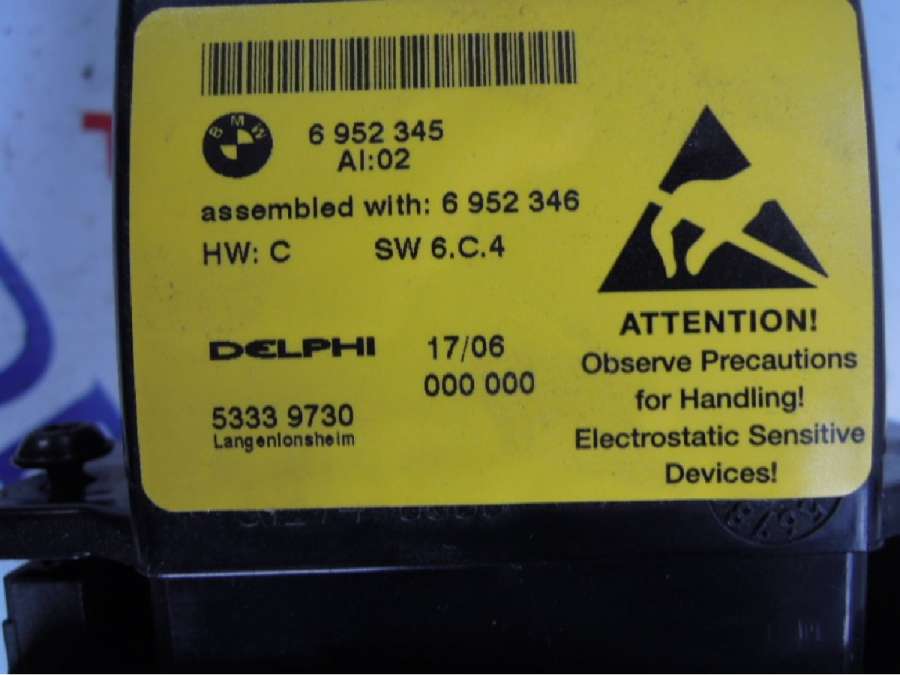 BMW
6 952 345
AI:02
assembled with: 6 952 346
HW: C SW 6.C.4
DELPHI 17/06
000 000
5333 9730
Langenlonsheim
ATTENTION!
Observe Precautions
for Handling!
Electrostatic Sensitive
Devices!